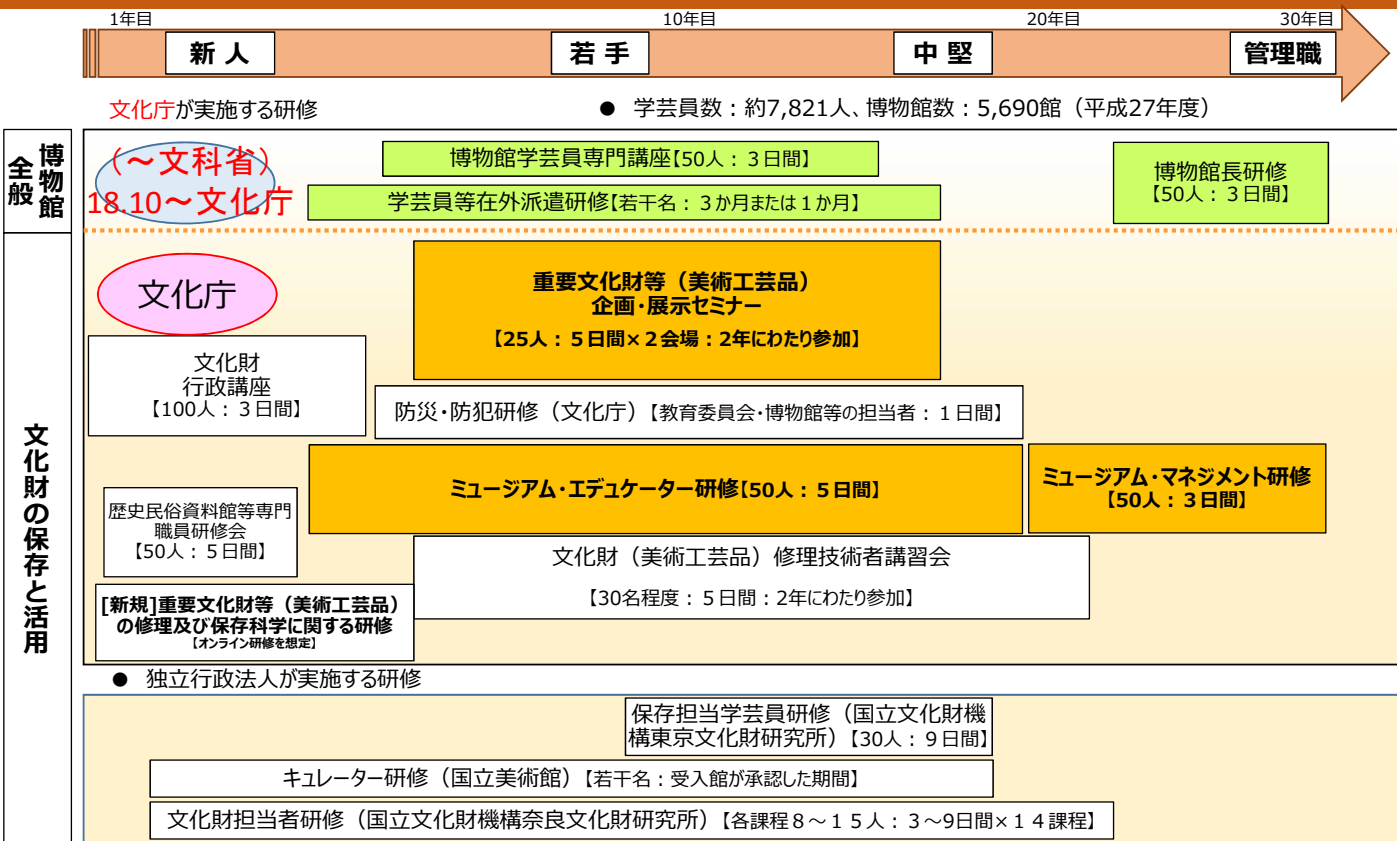 1年目
10年目
20年目
30年目
新人
若手
中堅
管理職
文化庁が実施する研修
● 学芸員数：約7,821人、博物館数：5,690館（平成27年度）
博物館
全般
（～文科省）
18.10～文化庁
博物館学芸員専門講座【50人：３日間】
学芸員等在外派遣研修【若干名：３か月または１か月】
博物館長研修
【50人：３日間】
文化財の保存と活用
文化庁
重要文化財等（美術工芸品）
企画・展示セミナー
【25人：５日間×２会場：2年にわたり参加】
文化財
行政講座
【100人：３日間】
防災・防犯研修（文化庁）【教育委員会・博物館等の担当者：１日間】
ミュージアム・エデュケーター研修【50人：５日間】
ミュージアム・マネジメント研修
【50人：３日間】
歴史民俗資料館等専門
職員研修会
【50人：５日間】
文化財（美術工芸品）修理技術者講習会
【30名程度：５日間：2年にわたり参加】
[新規]重要文化財等（美術工芸品）
の修理及び保存科学に関する研修
【オンライン研修を想定】
● 独立行政法人が実施する研修
保存担当学芸員研修（国立文化財機
構東京文化財研究所）【30人：９日間】
キュレーター研修（国立美術館）【若干名：受入館が承認した期間】
文化財担当者研修（国立文化財機構奈良文化財研究所）【各課程８～１５人：３～9日間×１４課程】